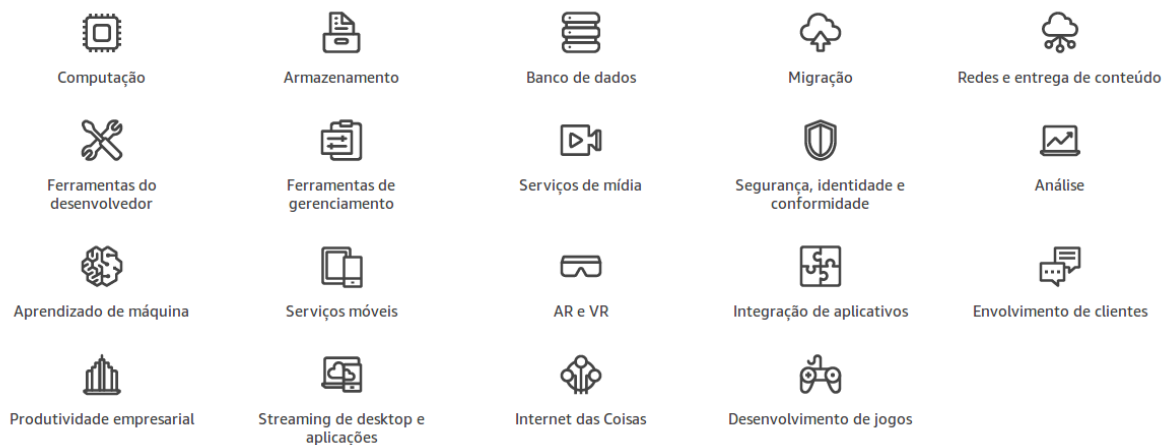 Computação
Armazenamento
Banco de dados
Migração
Redes e entrega de conteúdo
Ferramentas do
desenvolvedor
Ferramentas de
gerenciamento
Serviços de mídia
Segurança, identidade e
conformidade
Análise
Aprendizado de máquina
Serviços móveis
AR e VR
Integração de aplicativos
Envolvimento de clientes
Produtividade empresarial
Streaming de desktop e
aplicações
Internet das Coisas
Desenvolvimento de jogos